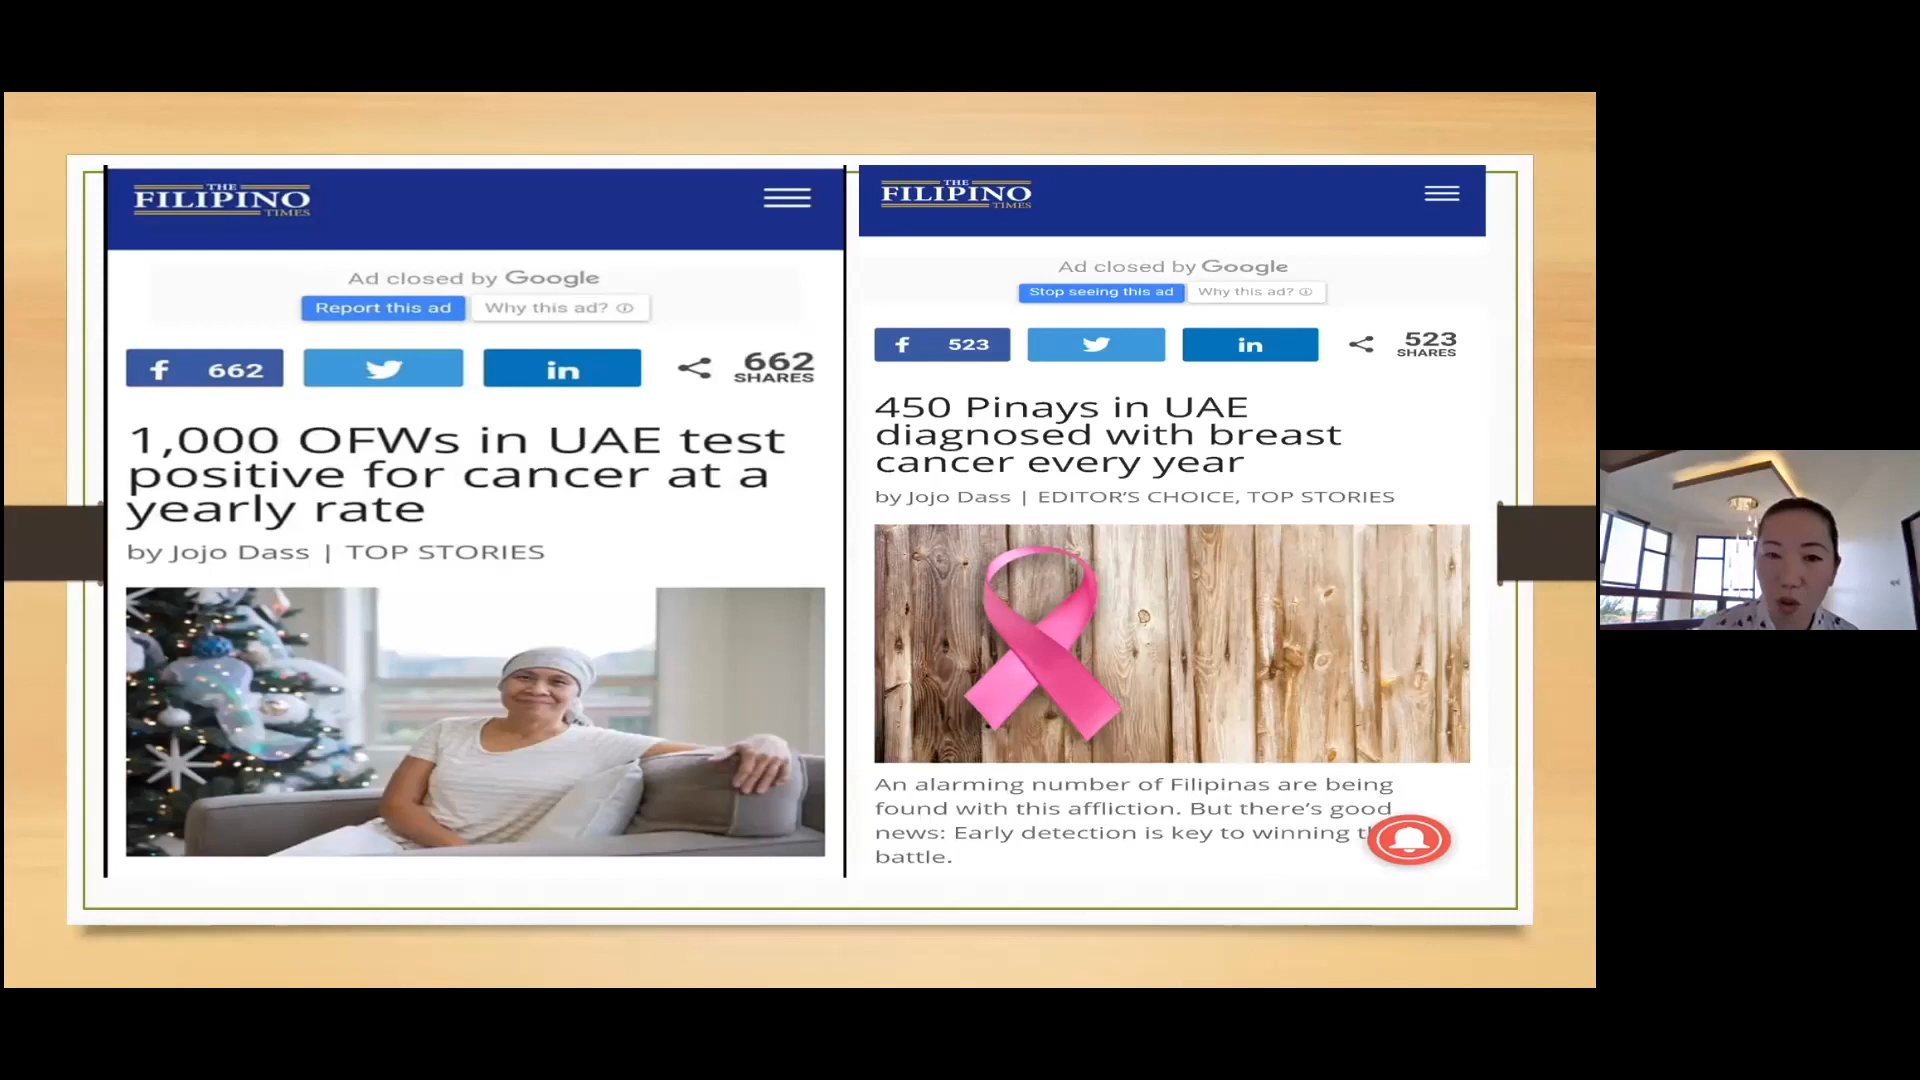 THE
FILIPINO
TIMES
Ad closed by Google
Report this ad
Why this ad?
662
662
SHARES
1,000 OFWs in UAE test
positive for cancer at a
yearly rate
by Jojo Dass | TOP STORIES
THE
FILIPINO
TIMES
Ad closed by Google
Stop seeing this ad
Why this ad?
523
523
SHARES
450 Pinays in UAE
diagnosed with breast
cancer every year
by Jojo Dass | EDITOR'S CHOICE, TOP STORIES
An alarming number of Filipinas are being
found with this affliction. But there's good
news: Early detection is key to winning
battle.